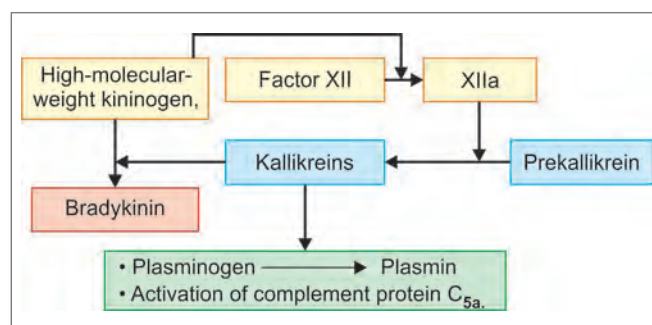 High-molecular-
weight kininogen,
Factor XII
XIIa
Kallikreins
Prekallikrein
Bradykinin
• Plasminogen → Plasmin
• Activation of complement protein C5a.